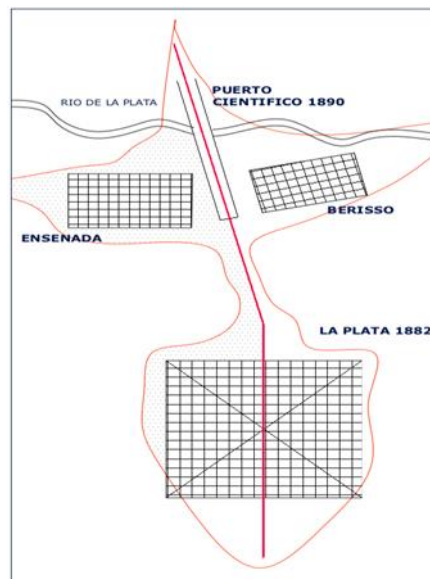 PUERTO
CIENTIFICO 1890
RIO DE LA PLATA
BERISSO
ENSENADA
LA PLATA 1882